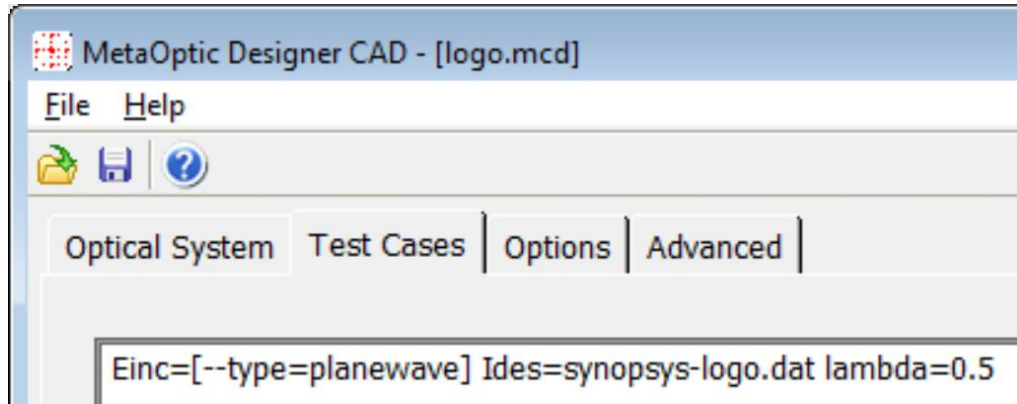 MetaOptic Designer CAD - [logo.mcd]
File Help
Optical System Test Cases Options Advanced
Einc=[--type=planewave] Ides=synopsys-logo.dat lambda=0.5